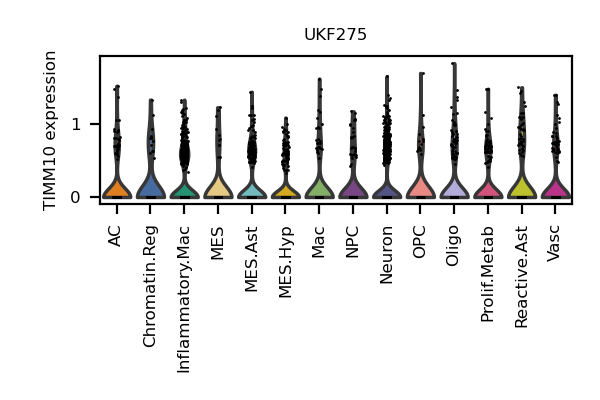 UKF275
TIMM10 expression
1
0
AC
Chromatin.Reg
Inflammatory.Mac
MES
MES.Ast
MES.Hyp
Mac
NPC
Neuron
OPC
Oligo
Prolif.Metab
Reactive.Ast
Vasc